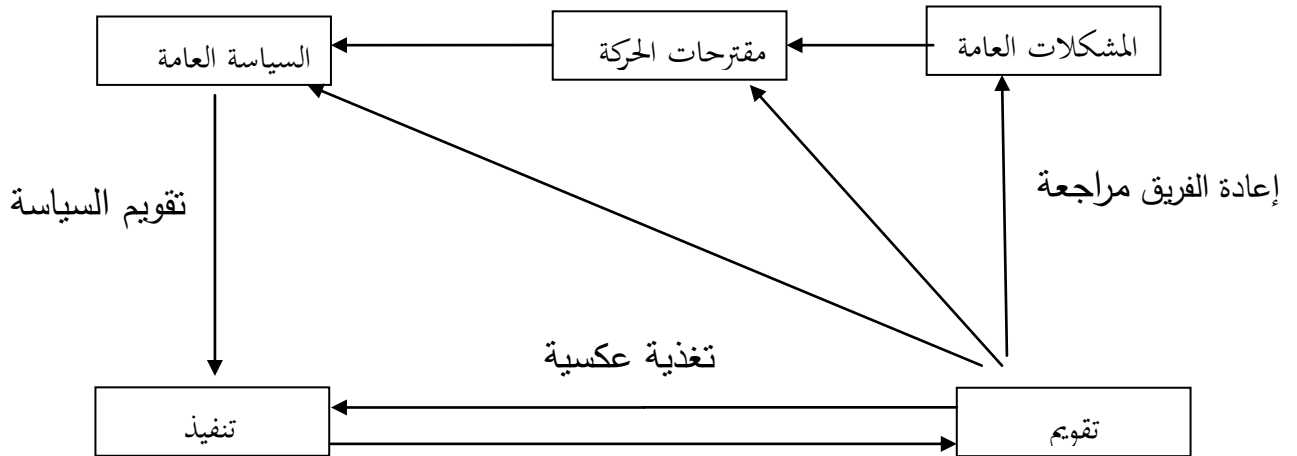 المشكلات العامة
مقترحات الحركة
السياسة العامة
إعادة الفريق مراجعة
تقويم السياسة
تغذية عكسية
تقويم
تنفيذ